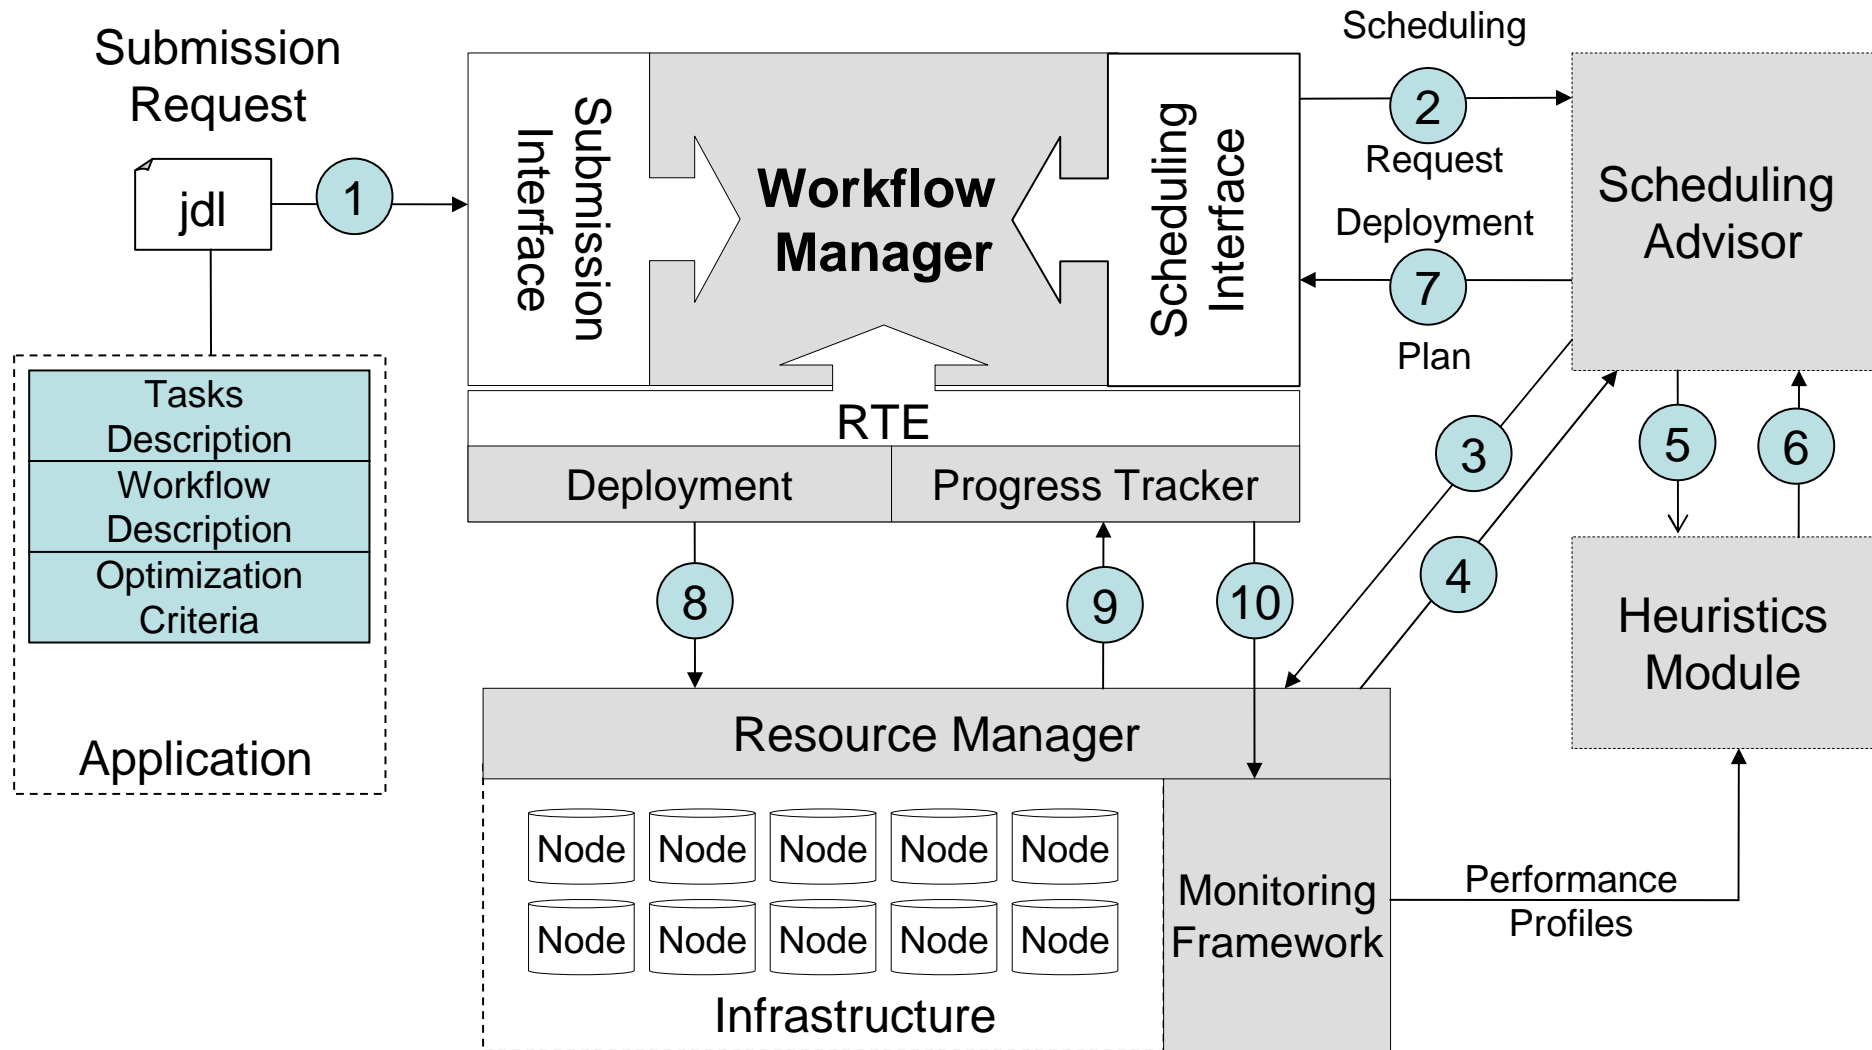 Submission
Request
jdl
1
Tasks
Description
Workflow
Description
Optimization
Criteria
Application
Submission
Interface
Workflow
Manager
Scheduling
Interface
RTE
Deployment
Progress Tracker
Scheduling
2
Request
Deployment
7
Plan
Scheduling
Advisor
3
4
5
6
8
9
10
Heuristics
Module
Resource Manager
Node Node Node Node Node
Node Node Node Node Node
Infrastructure
Monitoring
Framework
Performance
Profiles